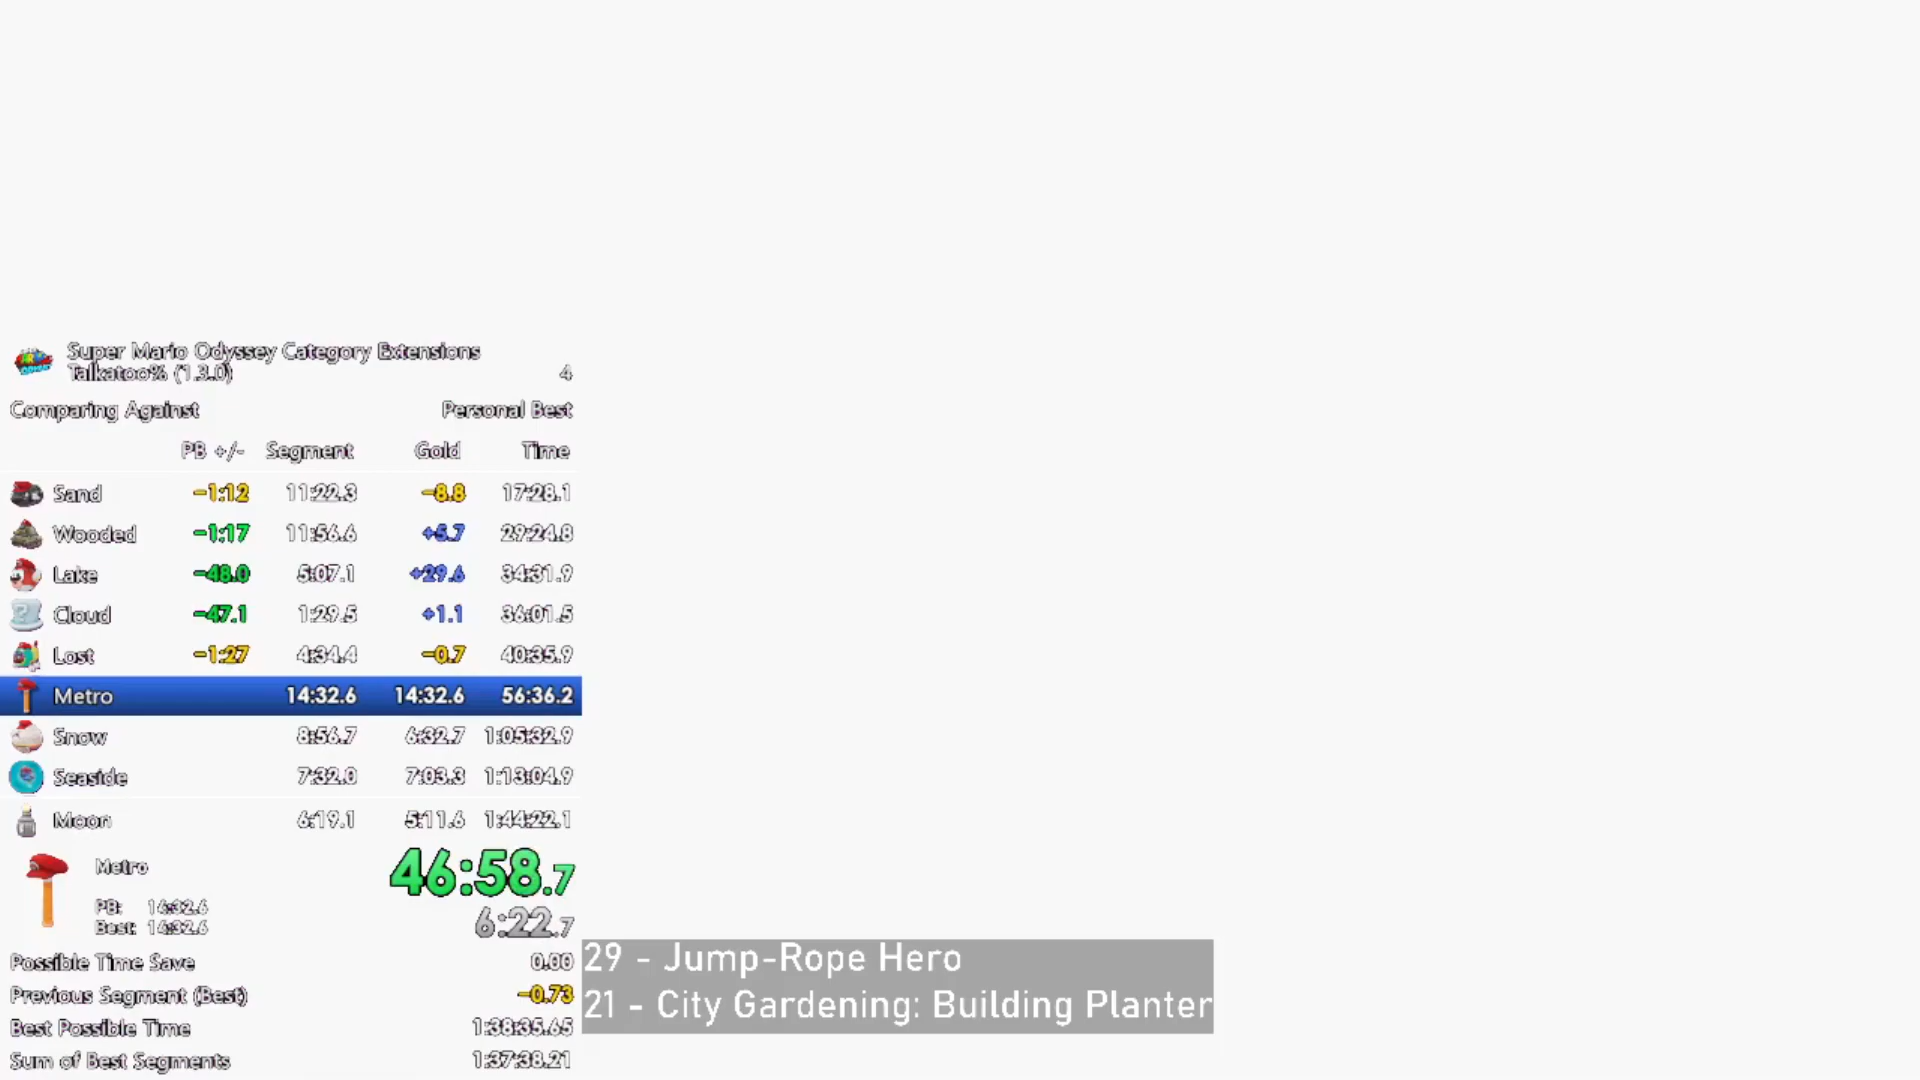 Super Mario Odyssey Category Extensions
Talkatoo% (1.3.0) 4
Comparing Against Personal Best
PB +/- Segment Gold Time
Sand -1:12 11:22.3 -8.8 17:28.1
Wooded -1:17 11:56.6 +5.7 29:24.8
Lake -48.0 5:07.1 +29.6 34:31.9
Cloud -47.1 1:29.5 +1.1 36:01.5
Lost -1:27 4:34.4 -0.7 40:35.9
Metro 14:32.6 14:32.6 56:36.2
Snow 8:56.7 6:32.7 1:05:32.9
Seaside 7:32.0 7:03.3 1:13:04.9
Moon 6:19.1 5:11.6 1:44:22.1
Metro 46:58.7
PB: 14:32.6
6:22.7
Best: 14:32.6
Possible Time Save 0.00
Previous Segment (Best) -0.73
Best Possible Time 1:38:35.65
Sum of Best Segments 1:37:38.21
29 - Jump-Rope Hero
21 - City Gardening: Building Planter